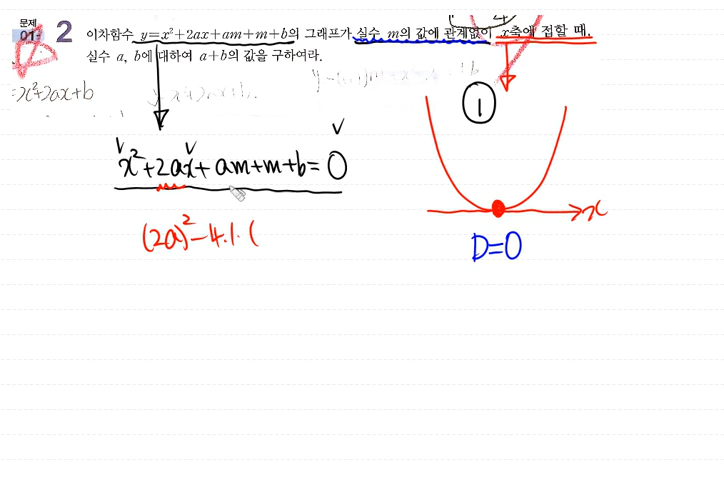 문제
01-
2 이차함수 y=x²+2ax+am+m+b의 그래프가 실수 m의 값에 관계없이 x축에 접할 때,
실수 a, b에 대하여 a+b의 값을 구하여라.
=x²+2ax+b
①
x²+2ax+am+m+b=0
(2a)²-4·1·(
x
D=0